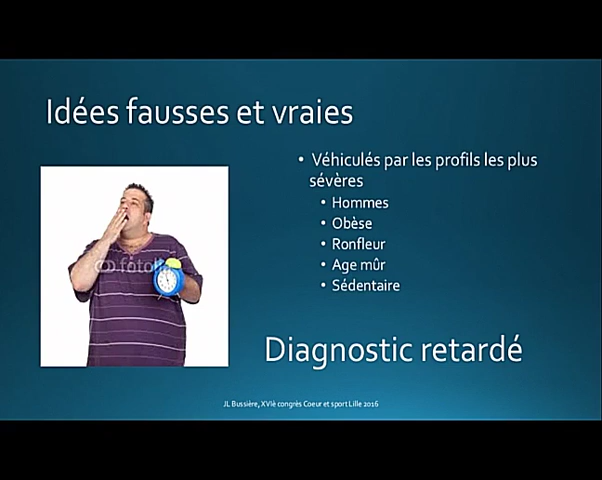 Idées fausses et vraies
• Véhiculés par les profils les plus
sévères
• Hommes
• Obèse
• Ronfleur
• Age mûr
• Sédentaire
fotolia
Diagnostic retardé
JL Bussière, XVIè congrès Coeur et sport Lille 2016